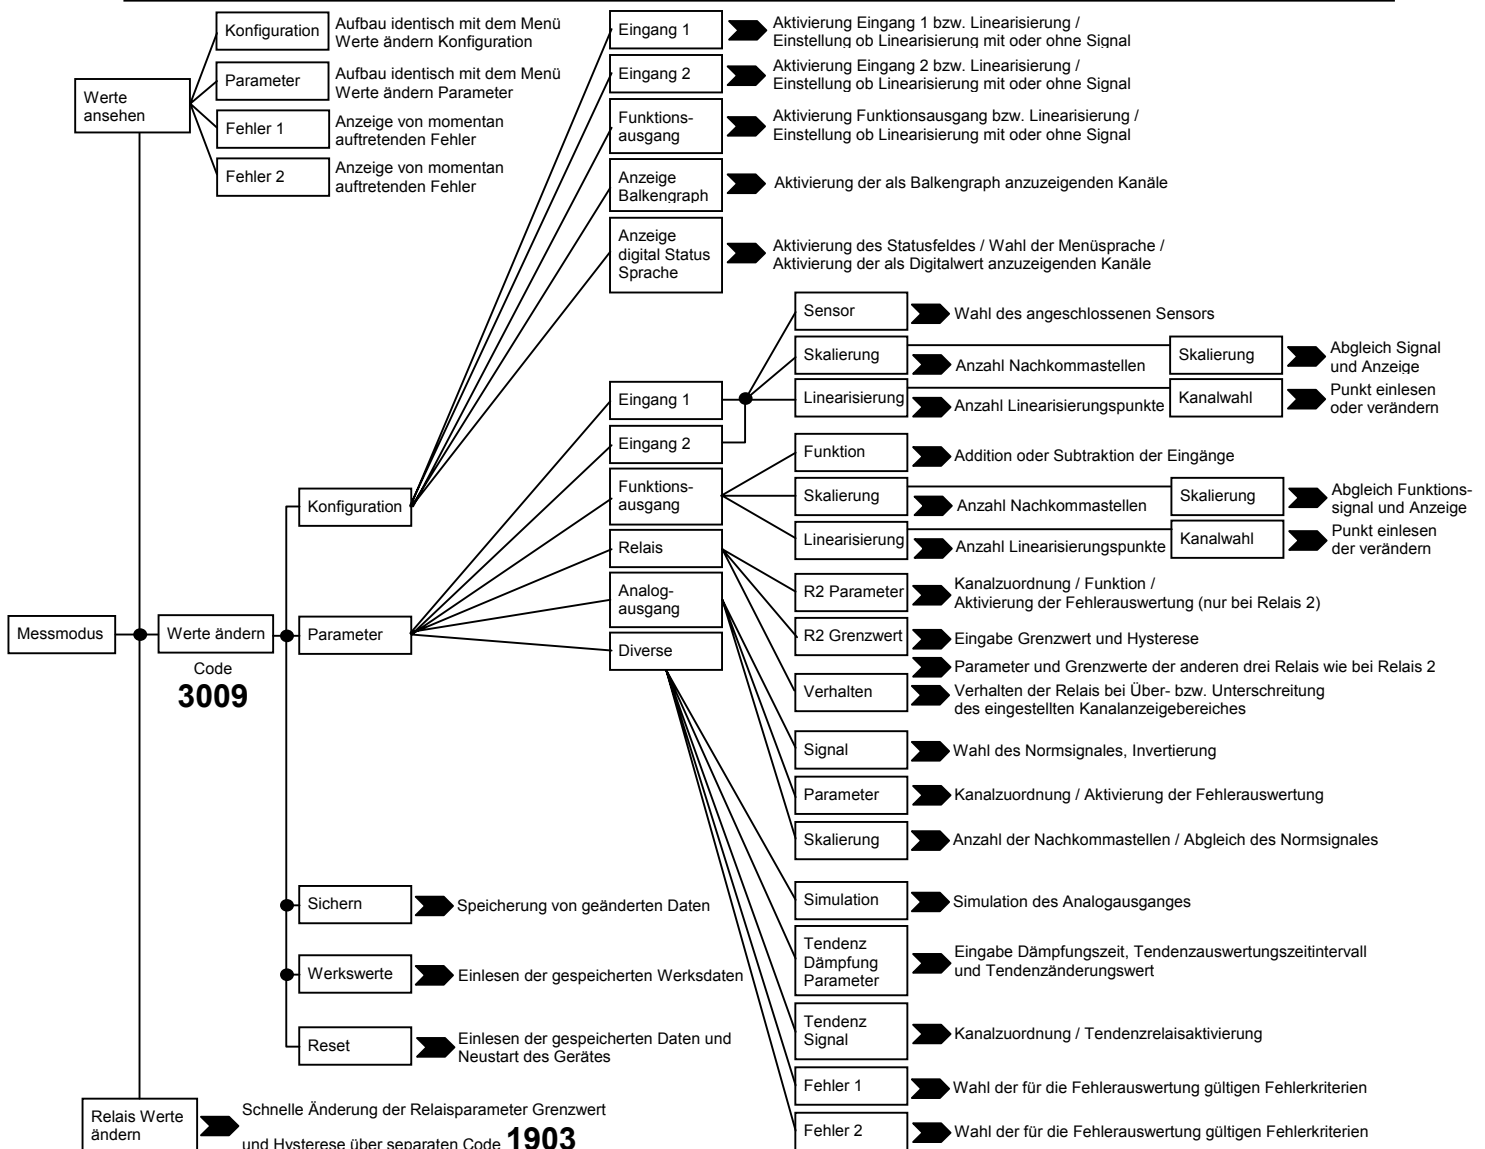 Konfiguration
Aufbau identisch mit dem Menü
Werte ändern Konfiguration
Parameter
Aufbau identisch mit dem Menü
Werte ändern Parameter
Werte
ansehen
Fehler 1
Anzeige von momentan
auftretenden Fehler
Fehler 2
Anzeige von momentan
auftretenden Fehler
Eingang 1
Aktivierung Eingang 1 bzw. Linearisierung /
Einstellung ob Linearisierung mit oder ohne Signal
Eingang 2
Aktivierung Eingang 2 bzw. Linearisierung /
Einstellung ob Linearisierung mit oder ohne Signal
Funktions-
ausgang
Aktivierung Funktionsausgang bzw. Linearisierung /
Einstellung ob Linearisierung mit oder ohne Signal
Anzeige
Balkengraph
Aktivierung der als Balkengraph anzuzeigenden Kanäle
Anzeige
digital Status
Sprache
Aktivierung des Statusfeldes / Wahl der Menüsprache /
Aktivierung der als Digitalwert anzuzeigenden Kanäle
Sensor
Wahl des angeschlossenen Sensors
Skalierung
Anzahl Nachkommastellen
Skalierung
Abgleich Signal
und Anzeige
Eingang 1
Linearisierung
Anzahl Linearisierungspunkte
Kanalwahl
Punkt einlesen
oder verändern
Eingang 2
Funktion
Addition oder Subtraktion der Eingänge
Konfiguration
Funktions-
ausgang
Skalierung
Anzahl Nachkommastellen
Skalierung
Abgleich Funktions-
signal und Anzeige
Relais
Linearisierung
Anzahl Linearisierungspunkte
Kanalwahl
Punkt einlesen
der verändern
Analog-
ausgang
R2 Parameter
Kanalzuordnung / Funktion /
Aktivierung der Fehlerauswertung (nur bei Relais 2)
Messmodus
Werte ändern
Parameter
Diverse
R2 Grenzwert
Eingabe Grenzwert und Hysterese
Parameter und Grenzwerte der anderen drei Relais wie bei Relais 2
Code
3009
Verhalten
Verhalten der Relais bei Über- bzw. Unterschreitung
des eingestellten Kanalanzeigebereiches
Signal
Wahl des Normsignales, Invertierung
Parameter
Kanalzuordnung / Aktivierung der Fehlerauswertung
Skalierung
Anzahl der Nachkommastellen / Abgleich des Normsignales
Sichern
Speicherung von geänderten Daten
Simulation
Simulation des Analogausganges
Werkswerte
Einlesen der gespeicherten Werksdaten
Tendenz
Dämpfung
Parameter
Eingabe Dämpfungszeit, Tendenzauswertungszeitintervall
und Tendenzänderungswert
Reset
Einlesen der gespeicherten Daten und
Neustart des Gerätes
Tendenz
Signal
Kanalzuordnung / Tendenzrelaisaktivierung
Fehler 1
Wahl der für die Fehlerauswertung gültigen Fehlerkriterien
Relais Werte
ändern
Schnelle Änderung der Relaisparameter Grenzwert
und Hysterese über separaten Code 1903
Fehler 2
Wahl der für die Fehlerauswertung gültigen Fehlerkriterien